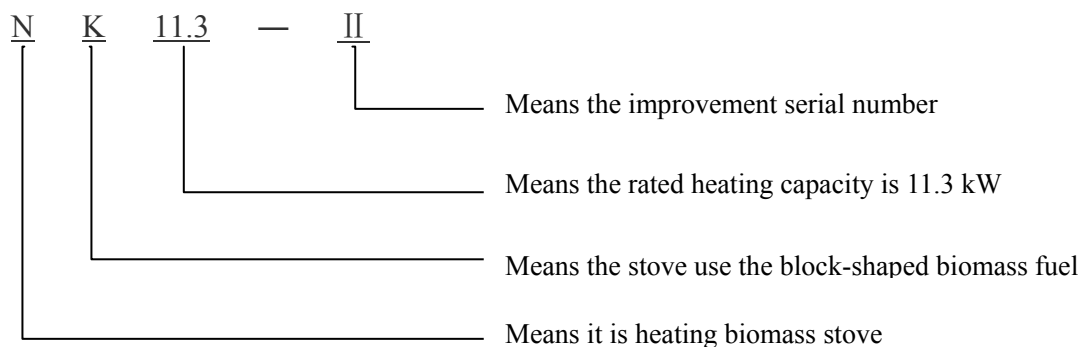 N K 11.3 — Ⅱ
Means the improvement serial number
Means the rated heating capacity is 11.3 kW
Means the stove use the block-shaped biomass fuel
Means it is heating biomass stove